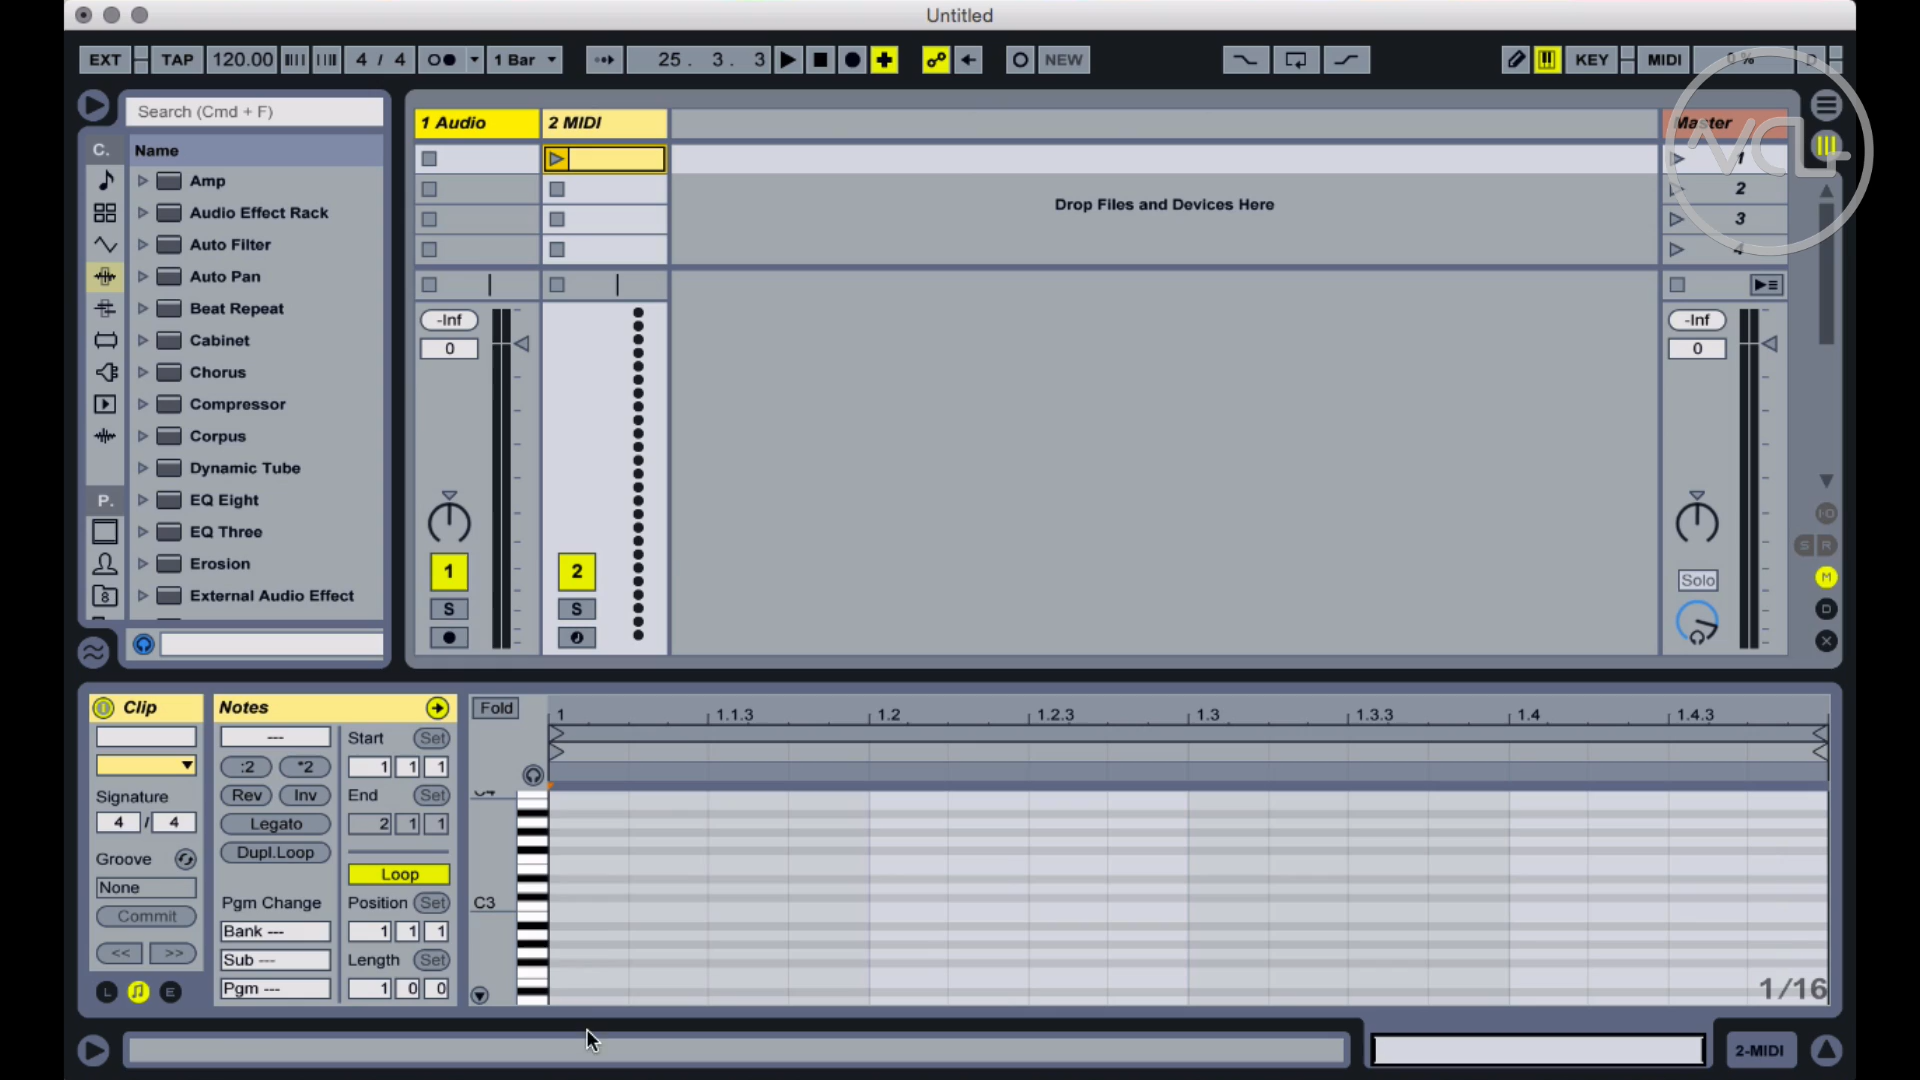 Untitled
EXT TAP 120.00 4 / 4 1 Bar 25. 3. 3 NEW KEY MIDI 0 % D
Search (Cmd + F)
C. Name
Amp
Audio Effect Rack
Auto Filter
Auto Pan
Beat Repeat
Cabinet
Chorus
Compressor
Corpus
Dynamic Tube
P. EQ Eight
EQ Three
Erosion
8 External Audio Effect
1 Audio 2 MIDI Master
1
2
Drop Files and Devices Here
3
4
-Inf -Inf
0 0
I·O
S R
1 2 Solo M
S S D
X
VCL
Clip Notes Fold 1 1.1.3 1.2 1.2.3 1.3 1.3.3 1.4 1.4.3
--- Start Set
:2 *2 1 1 1
Signature Rev Inv End Set C4
4 / 4 Legato 2 1 1
Groove Dupl.Loop
None Loop
Commit Pgm Change Position Set C3
Bank --- 1 1 1
<< >> Sub --- Length Set
L E Pgm --- 1 0 0 1/16
2-MIDI